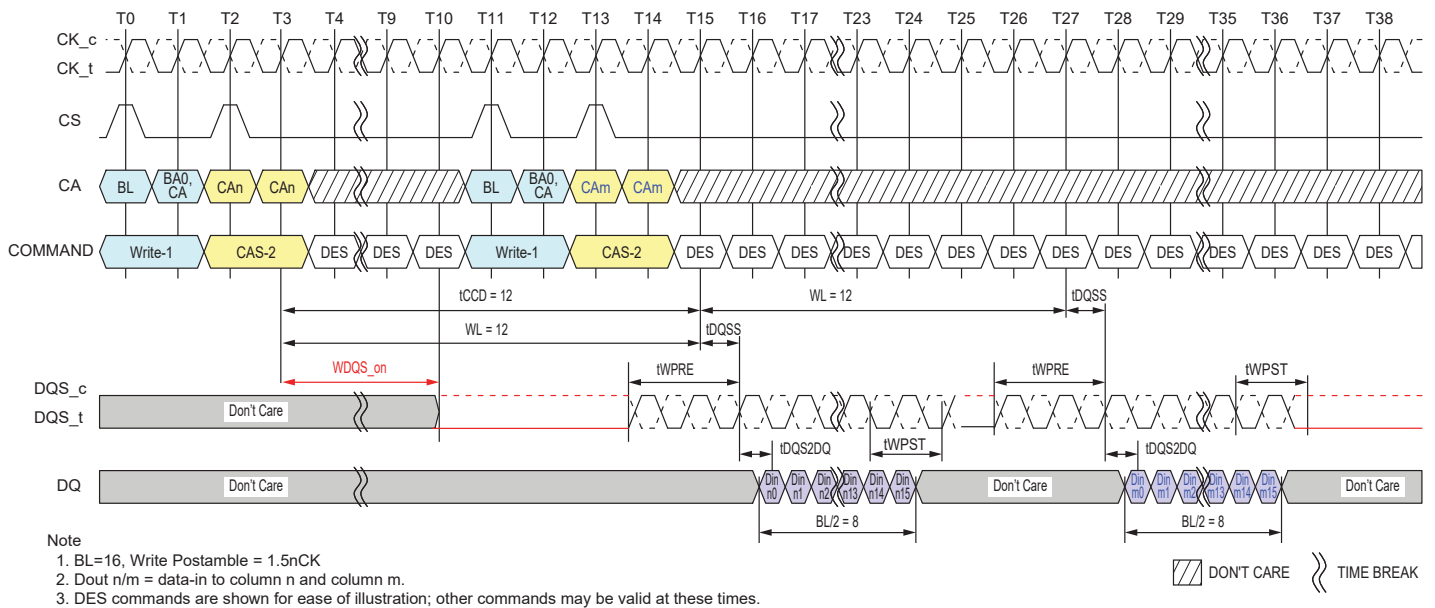 T0 T1 T2 T3 T4 T9 T10 T11 T12 T13 T14 T15 T16 T17 T23 T24 T25 T26 T27 T28 T29 T35 T36 T37 T38
CK_c
CK_t
CS
CA BL BA0, CA CAn CAn BL BA0, CA CAm CAm
COMMAND Write-1 CAS-2 DES DES DES Write-1 CAS-2 DES DES DES DES DES DES DES DES DES DES DES DES DES DES
tCCD = 12 WL = 12 tDQSS
WL = 12 tDQSS
WDQS_on tWPRE tWPRE tWPST
DQS_c
DQS_t Don't Care
tDQS2DQ tWPST tDQS2DQ
DQ Don't Care Din n0 Din n1 Din n2 Din n13 Din n14 Din n15 Don't Care Din m0 Din m1 Din m2 Din m13 Din m14 Din m15 Don't Care
BL/2 = 8 BL/2 = 8
Note
1. BL=16, Write Postamble = 1.5nCK
2. Dout n/m = data-in to column n and column m.
3. DES commands are shown for ease of illustration; other commands may be valid at these times.
DON'T CARE TIME BREAK